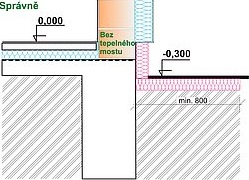 Správně
0,000
Bez
tepelného
mostu
-0,300
min. 800